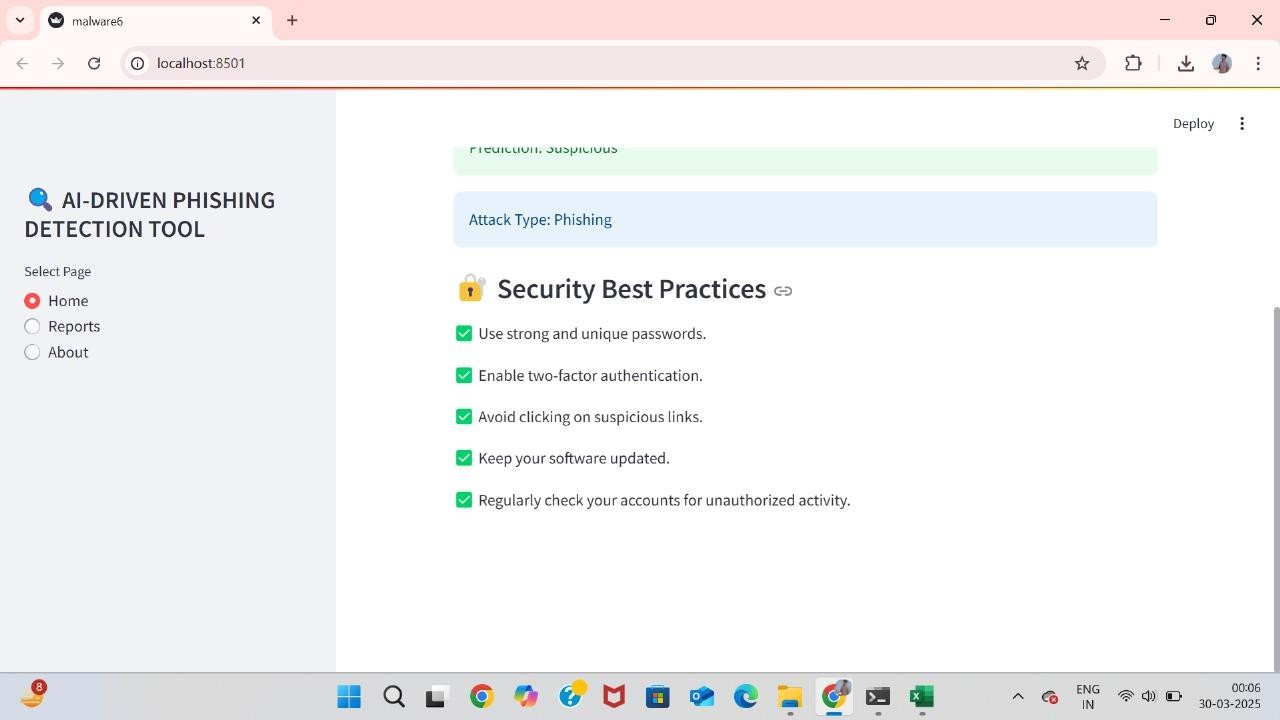 malware6
localhost:8501
Deploy
Prediction: Suspicious
🔍 AI-DRIVEN PHISHING
DETECTION TOOL
Attack Type: Phishing
Select Page
Home
Reports
About
🔐 Security Best Practices
✅ Use strong and unique passwords.
✅ Enable two-factor authentication.
✅ Avoid clicking on suspicious links.
✅ Keep your software updated.
✅ Regularly check your accounts for unauthorized activity.
8
ENG
IN
00:06
30-03-2025